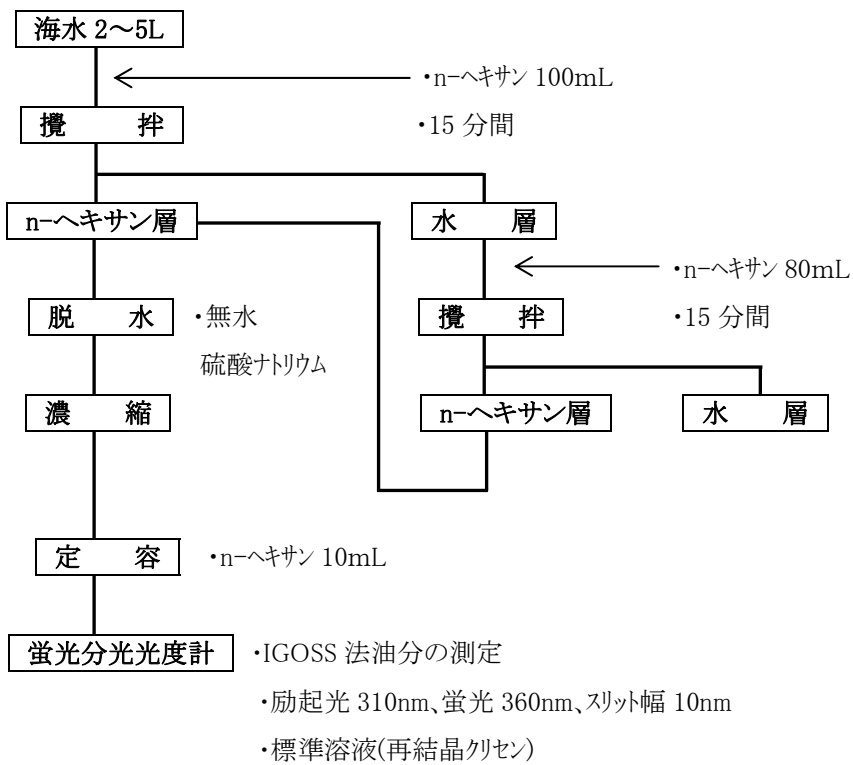 海水 2～5L
・n-ヘキサン 100mL
攪 拌
・15 分間
n-ヘキサン層
水 層
・n-ヘキサン 80mL
脱 水
・無水
硫酸ナトリウム
攪 拌
・15 分間
濃 縮
n-ヘキサン層
水 層
定 容
・n-ヘキサン 10mL
蛍光分光光度計
・IGOSS 法油分の測定
・励起光 310nm、蛍光 360nm、スリット幅 10nm
・標準溶液(再結晶クリセン)